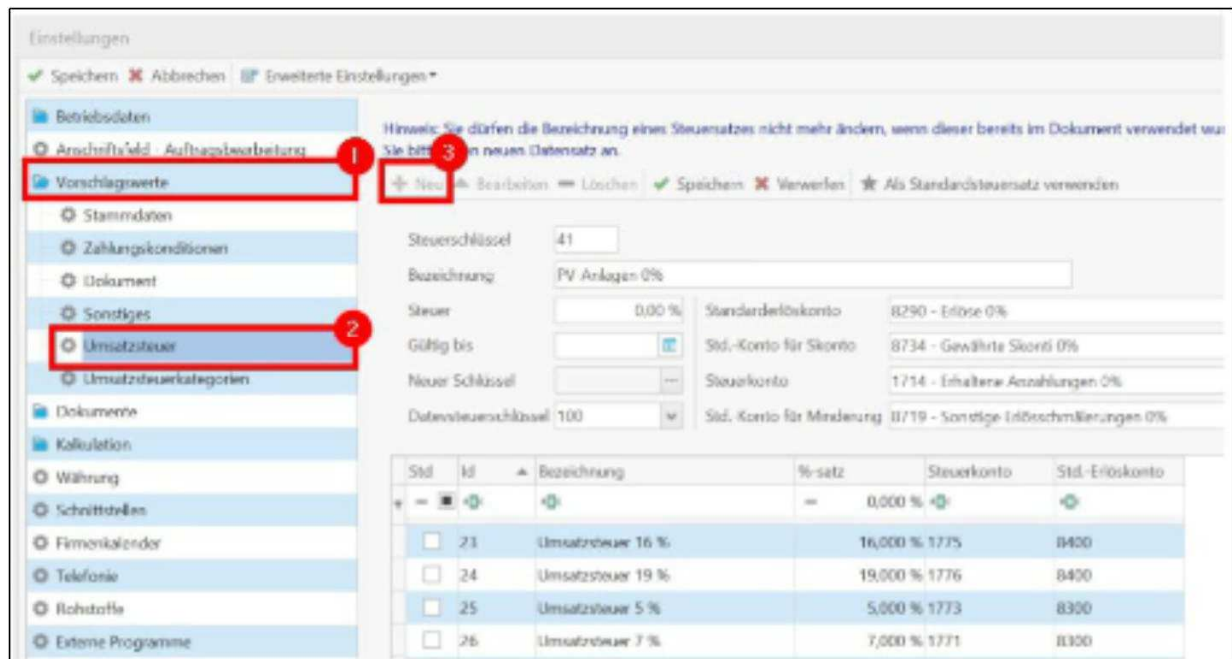 Einstellungen
Speichern Abbrechen Erweiterte Einstellungen
Betriebsdaten
Anschriftsfeld - Auftragsbearbeitung
1
Vorschlagswerte
Stammdaten
Zahlungskonditionen
Dokument
Sonstiges
2
Umsatzsteuer
Umsatzsteuerkategorien
Dokumente
Kalkulation
Währung
Schnittstellen
Firmenkalender
Telefonie
Rohstoffe
Externe Programme
Hinweis: Sie dürfen die Bezeichnung eines Steuersatzes nicht mehr ändern, wenn dieser bereits im Dokument verwendet wu
Sie bitt 3 n neuen Datensatz an.
Neu Bearbeiten Löschen Speichern Verwerfen Als Standardsteuersatz verwenden
Steuerschlüssel 41
Bezeichnung PV Anlagen 0%
Steuer 0,00 % Standarderlöskonto 8290 - Erlöse 0%
Gültig bis Std.-Konto für Skonto 8734 - Gewährte Skonti 0%
Neuer Schlüssel Steuerkonto 1714 - Erhaltene Anzahlungen 0%
Datevsteuerschlüssel 100 Std. Konto für Minderung 8719 - Sonstige Erlösschmälerungen 0%
Std Id Bezeichnung %-satz Steuerkonto Std.-Erlöskonto
0,000 %
23 Umsatzsteuer 16 % 16,000 % 1775 8400
24 Umsatzsteuer 19 % 19,000 % 1776 8400
25 Umsatzsteuer 5 % 5,000 % 1773 8300
26 Umsatzsteuer 7 % 7,000 % 1771 8300